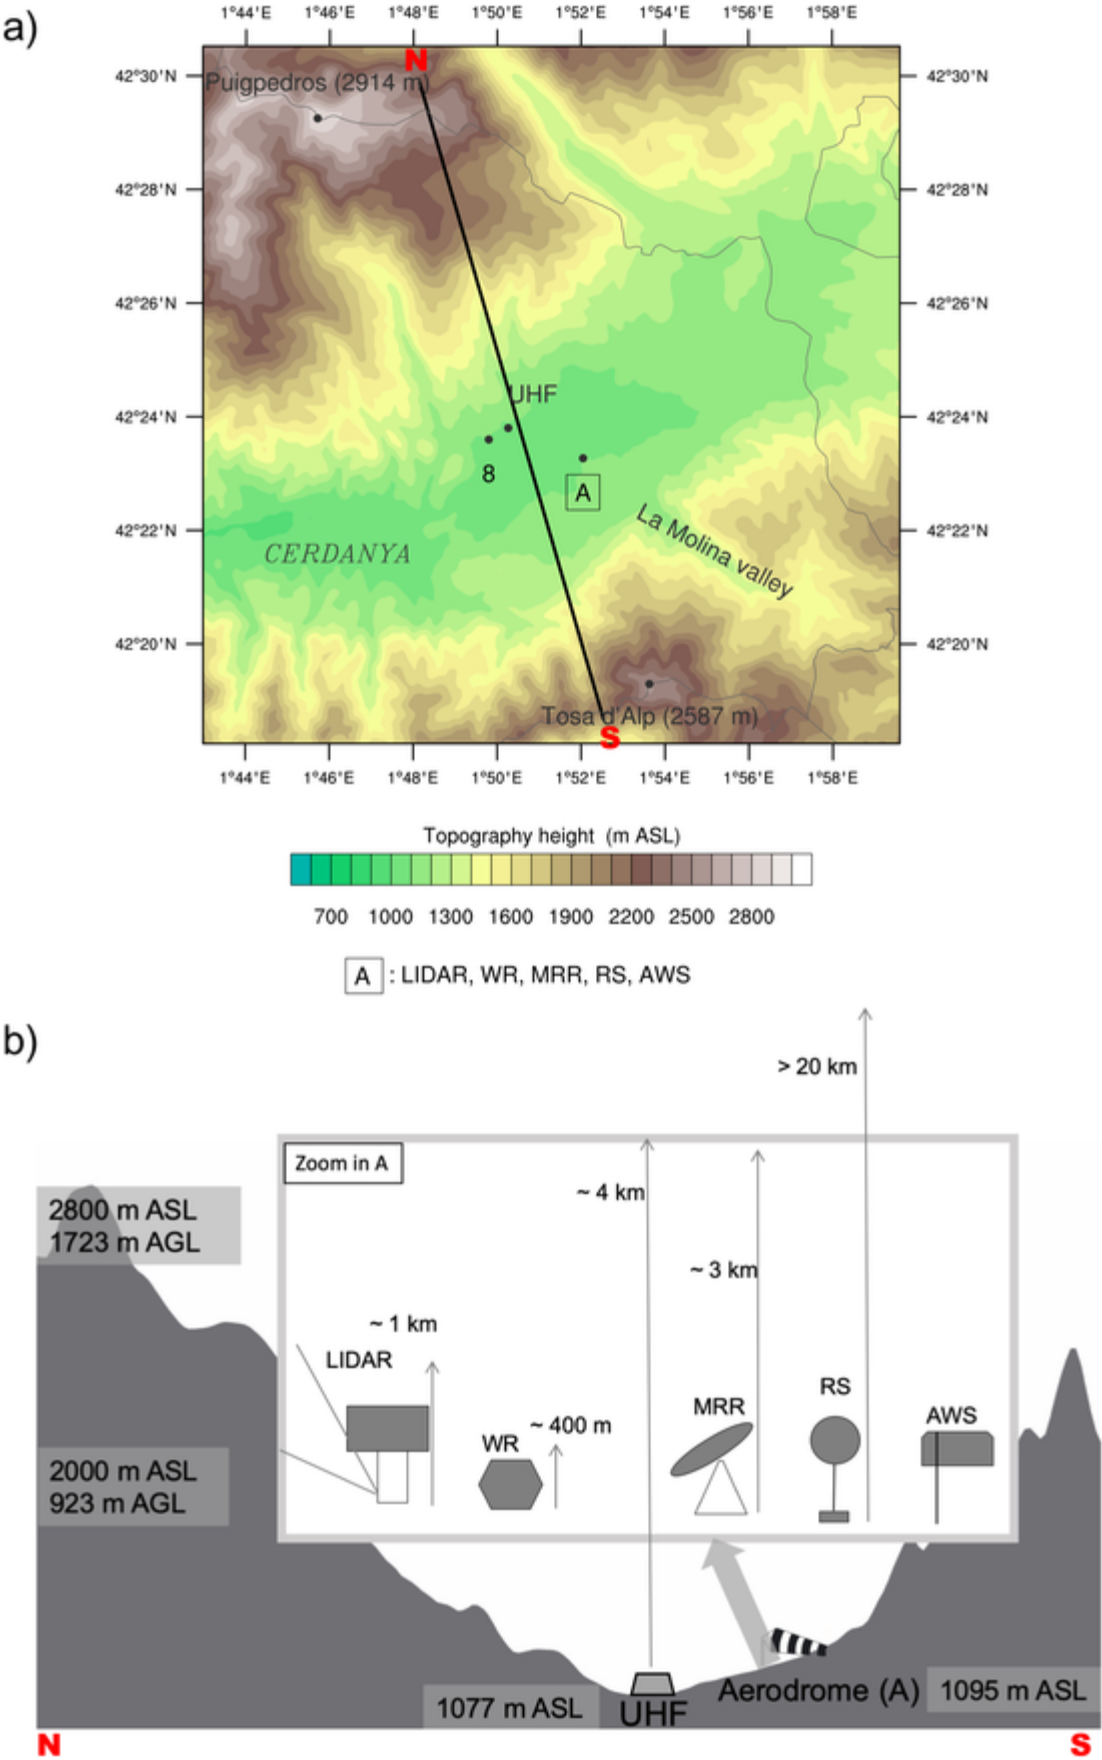 a)
1°44'E 1°46'E 1°48'E 1°50'E 1°52'E 1°54'E 1°56'E 1°58'E
N
42°30'N 42°30'N
Puigpedros (2914 m)
42°28'N 42°28'N
42°26'N 42°26'N
UHF
42°24'N 42°24'N
8
A
La Molina valley
42°22'N 42°22'N
CERDANYA
42°20'N 42°20'N
Tosa d'Alp (2587 m)
S
1°44'E 1°46'E 1°48'E 1°50'E 1°52'E 1°54'E 1°56'E 1°58'E
Topography height (m ASL)
700 1000 1300 1600 1900 2200 2500 2800
A : LIDAR, WR, MRR, RS, AWS
b)
> 20 km
Zoom in A
~ 4 km
2800 m ASL
1723 m AGL
~ 3 km
~ 1 km
LIDAR
RS
MRR
AWS
~ 400 m
WR
2000 m ASL
923 m AGL
Aerodrome (A)
1095 m ASL
1077 m ASL
UHF
N S